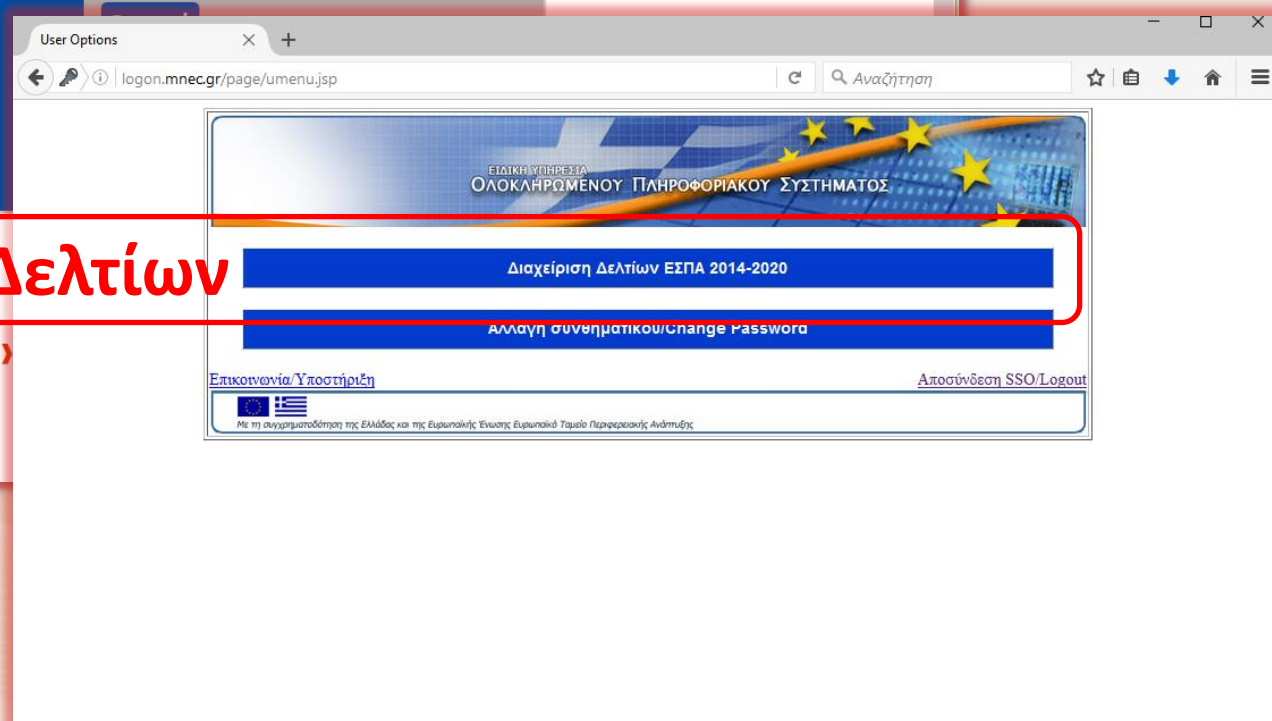 User Options
logon.mnec.gr/page/umenu.jsp
Αναζήτηση
ΕΙΔΙΚΗ ΥΠΗΡΕΣΙΑ
ΟΛΟΚΛΗΡΩΜΕΝΟΥ ΠΛΗΡΟΦΟΡΙΑΚΟΥ ΣΥΣΤΗΜΑΤΟΣ
Δελτίων
Διαχείριση Δελτίων ΕΣΠΑ 2014-2020
Αλλαγή συνθηματικού/Change Password
Επικοινωνία/Υποστήριξη
Αποσύνδεση SSO/Logout
Με τη συγχρηματοδότηση της Ελλάδας και της Ευρωπαϊκής Ένωσης Ευρωπαϊκό Ταμείο Περιφερειακής Ανάπτυξης